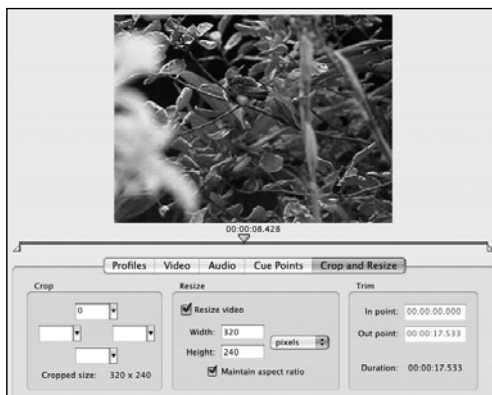 00:00:08.428
Profiles Video Audio Cue Points Crop and Resize
Crop
0
Cropped size: 320 x 240
Resize
Resize video
Width: 320
pixels
Height: 240
Maintain aspect ratio
Trim
In point: 00:00:00.000
Out point: 00:00:17.533
Duration: 00:00:17.533